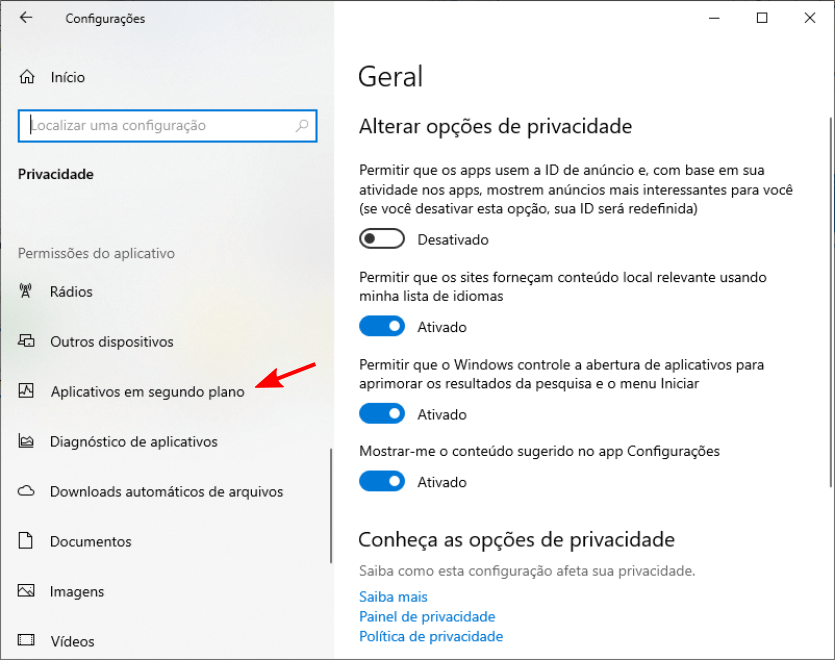 Configurações
Início
Localizar uma configuração
Privacidade
Permissões do aplicativo
Rádios
Outros dispositivos
Aplicativos em segundo plano
Diagnóstico de aplicativos
Downloads automáticos de arquivos
Documentos
Imagens
Vídeos
Geral
Alterar opções de privacidade
Permitir que os apps usem a ID de anúncio e, com base em sua
atividade nos apps, mostrem anúncios mais interessantes para você
(se você desativar esta opção, sua ID será redefinida)
Desativado
Permitir que os sites forneçam conteúdo local relevante usando
minha lista de idiomas
Ativado
Permitir que o Windows controle a abertura de aplicativos para
aprimorar os resultados da pesquisa e o menu Iniciar
Ativado
Mostrar-me o conteúdo sugerido no app Configurações
Ativado
Conheça as opções de privacidade
Saiba como esta configuração afeta sua privacidade.
Saiba mais
Painel de privacidade
Política de privacidade